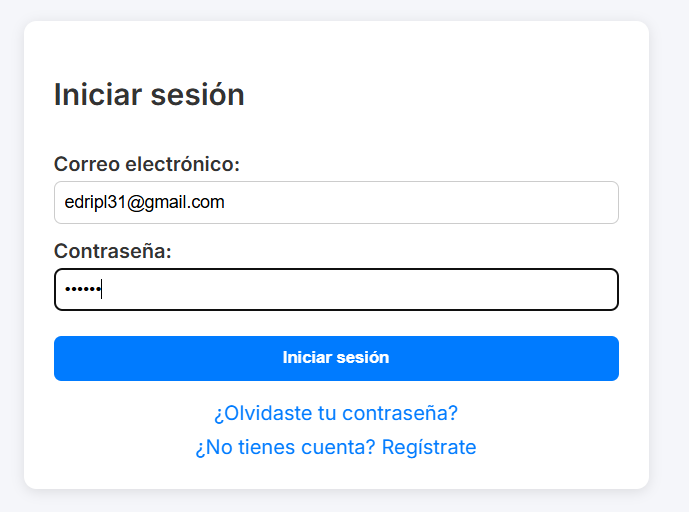 Iniciar sesión
Correo electrónico:
edripl31@gmail.com
Contraseña:
••••••
Iniciar sesión
¿Olvidaste tu contraseña?
¿No tienes cuenta? Regístrate